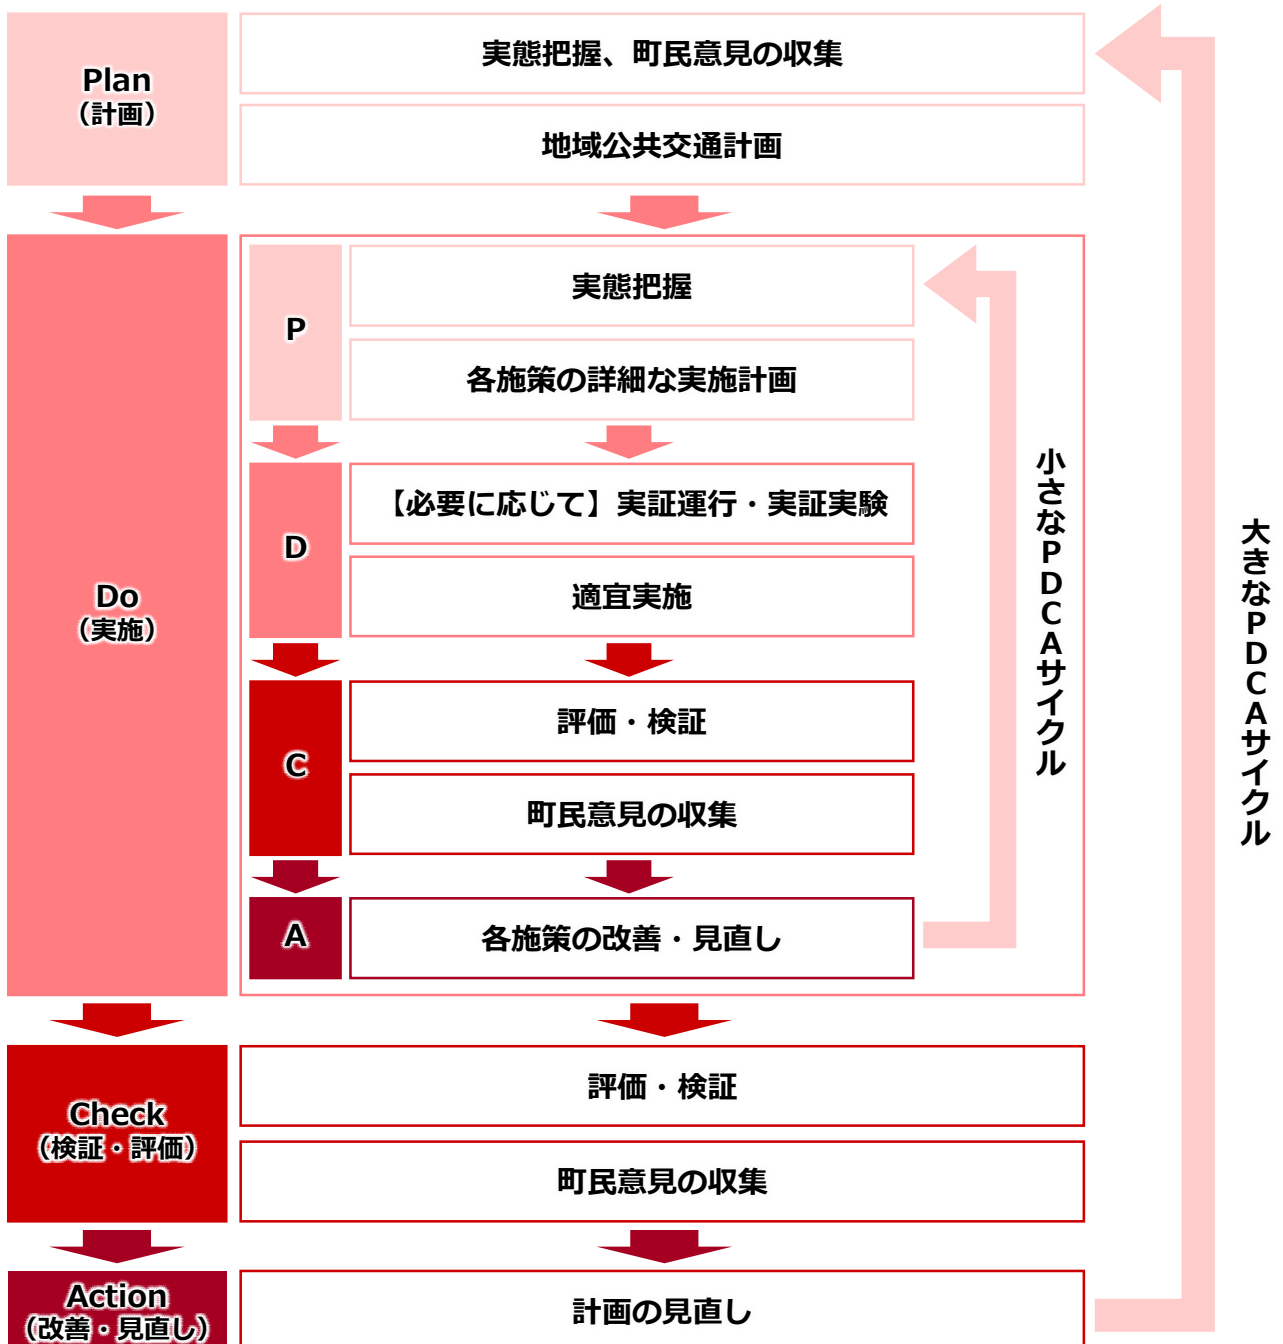 Plan
（計画）
実態把握、町民意見の収集
地域公共交通計画
Do
（実施）
P
実態把握
各施策の詳細な実施計画
D
【必要に応じて】実証運行・実証実験
適宜実施
C
評価・検証
町民意見の収集
A
各施策の改善・見直し
小さなPDCAサイクル
大きなPDCAサイクル
Check
（検証・評価）
評価・検証
町民意見の収集
Action
（改善・見直し）
計画の見直し